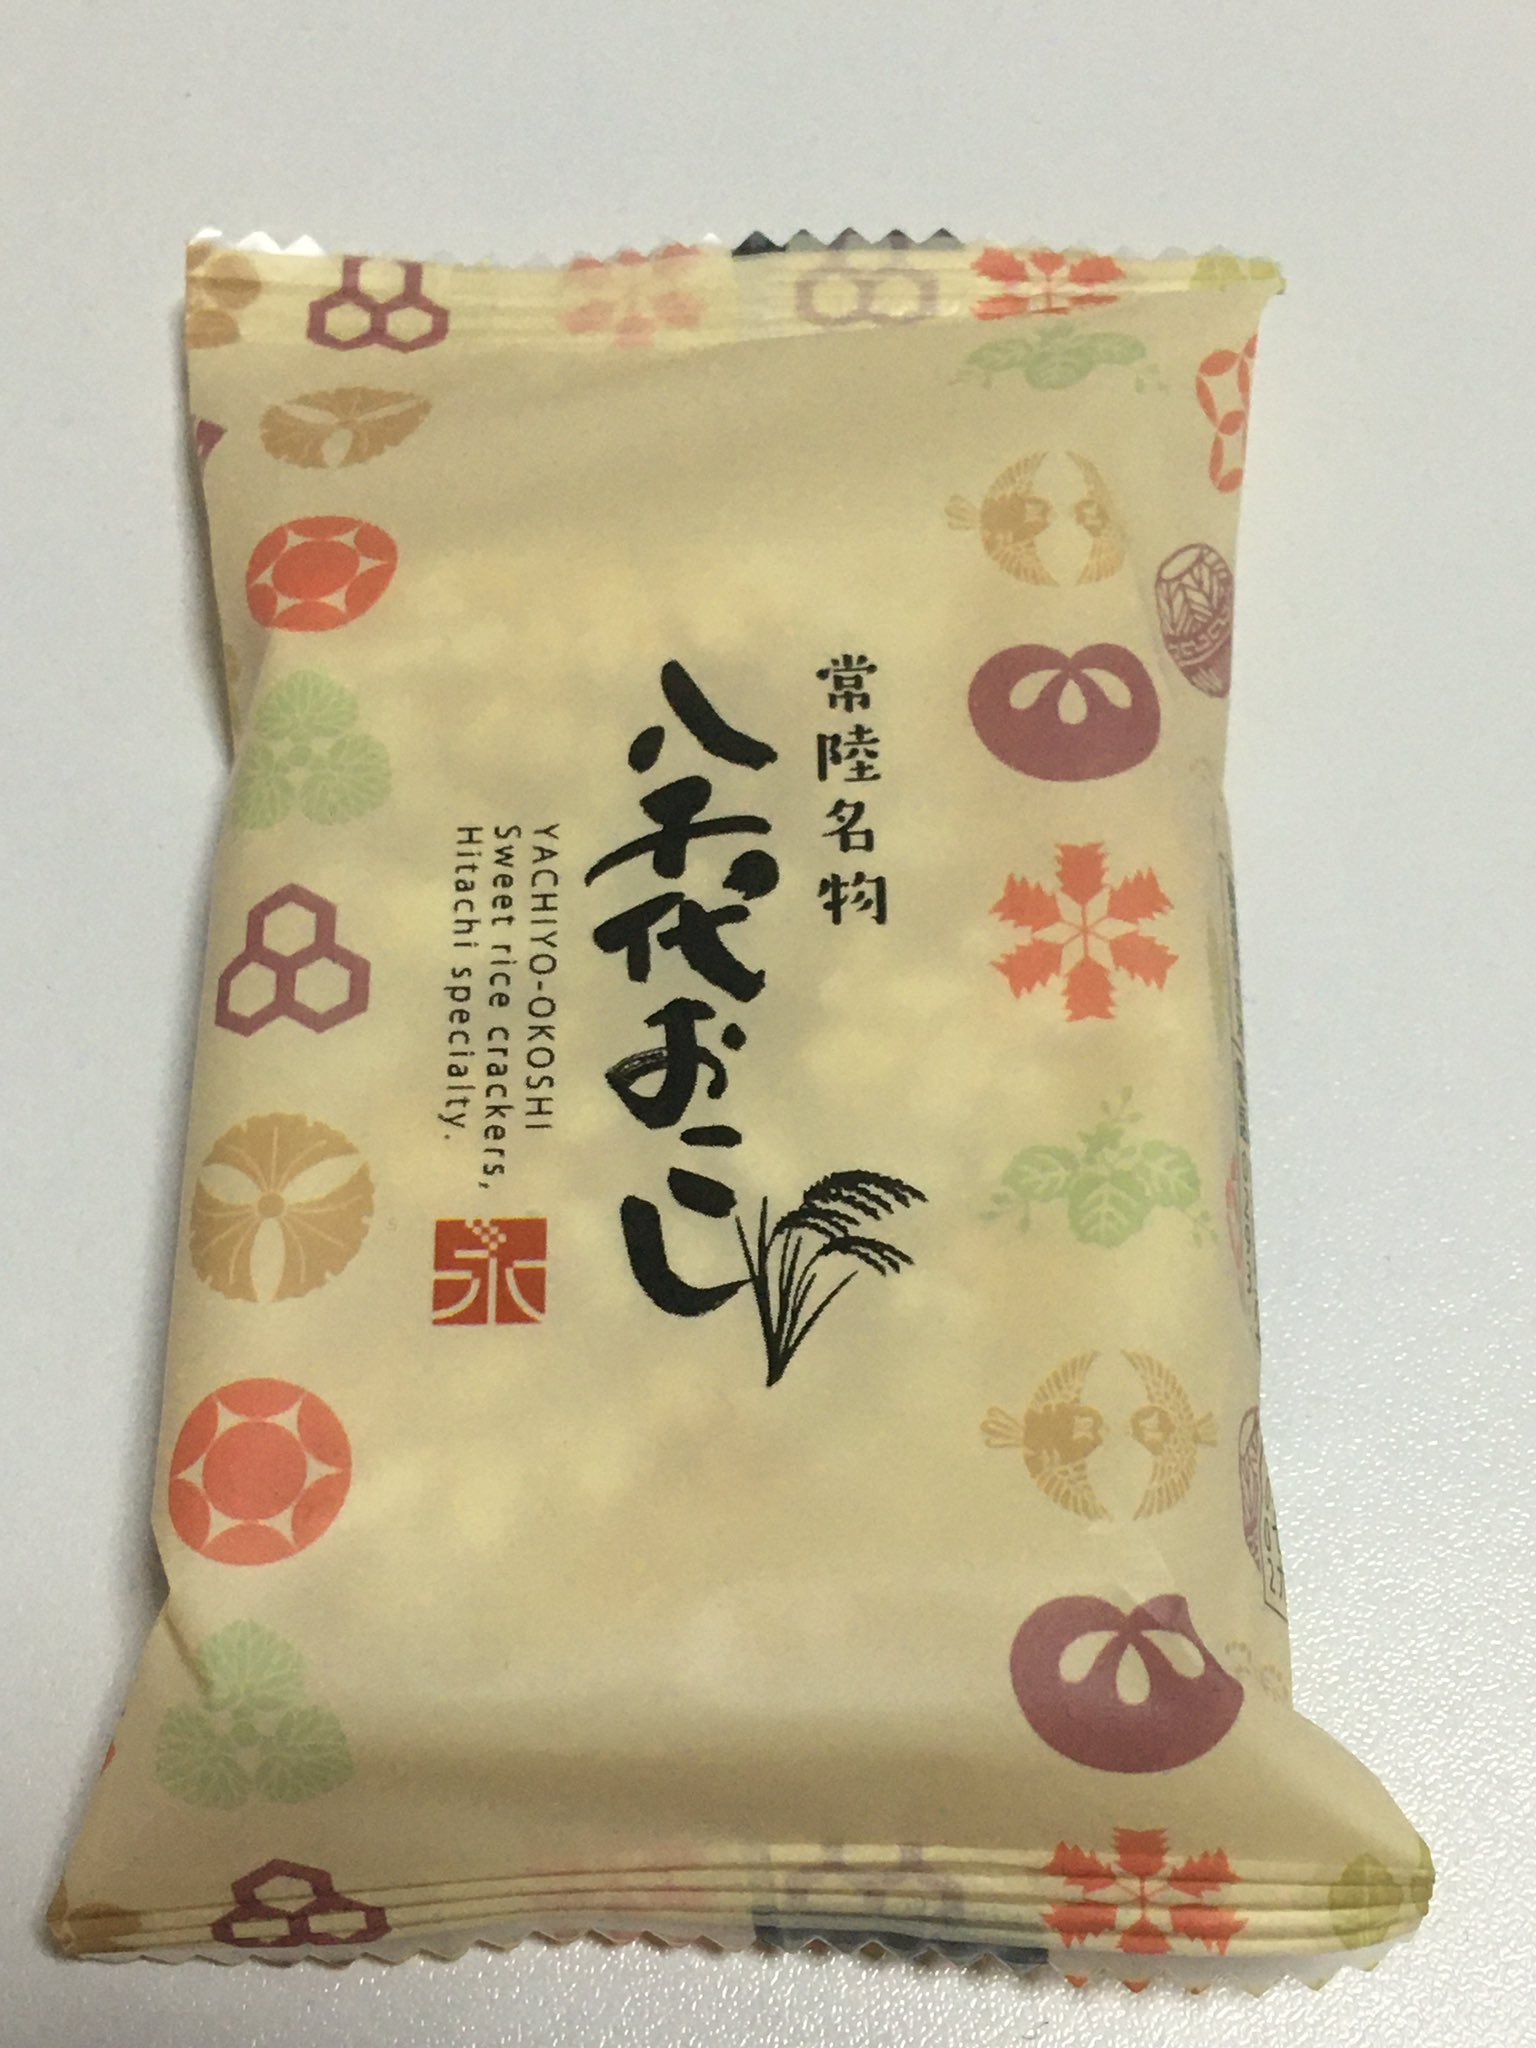 常陸名物
八千代おこし
YACHIYO-OKOSHI
Sweet rice crackers,
Hitachi specialty.